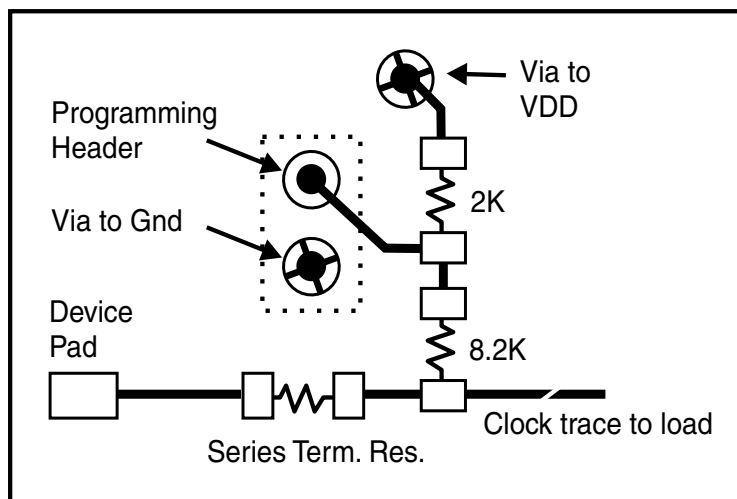 Via to
VDD
Programming
Header
2K
Via to Gnd
Device
Pad
8.2K
Clock trace to load
Series Term. Res.